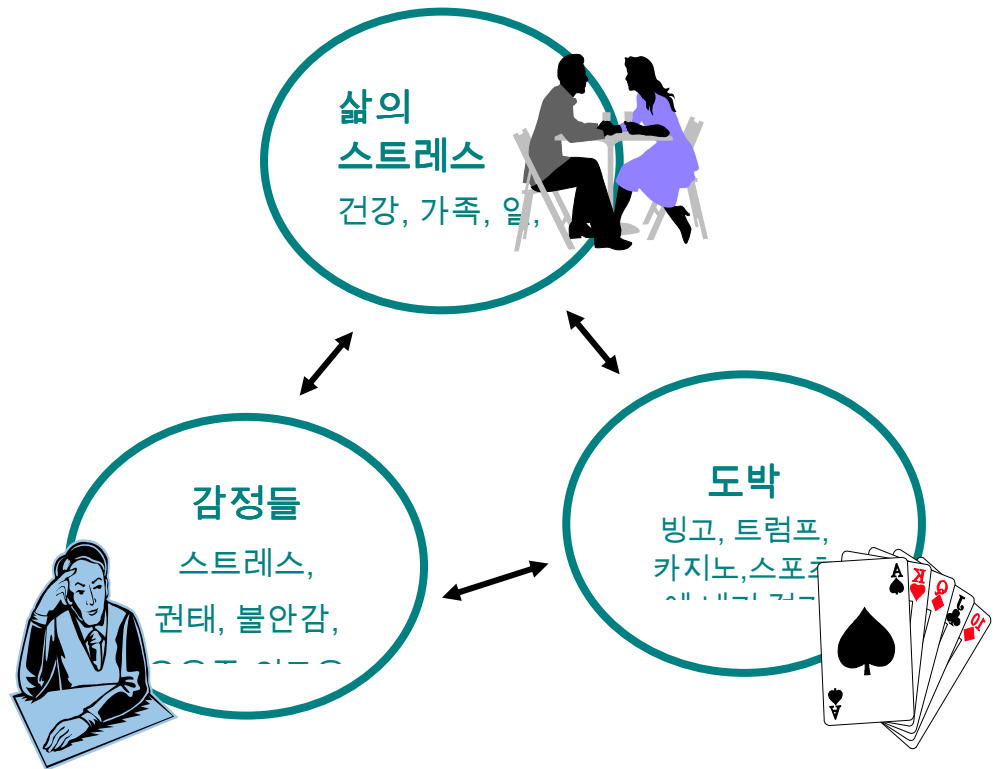 삶의
스트레스
건강, 가족, 일,
감정들
스트레스,
권태, 불안감,
도박
빙고, 트럼프,
카지노,스포츠
A
K
Q
J
10
A